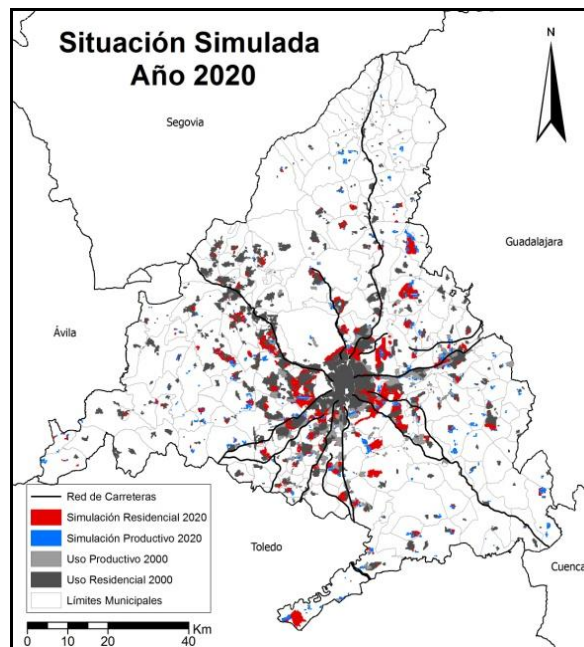 Situación Simulada
Año 2020
N
Segovia
Guadalajara
Ávila
Red de Carreteras
Simulación Residencial 2020
Simulación Productivo 2020
Uso Productivo 2000
Uso Residencial 2000
Límites Municipales
Toledo
Cuenca
0
20
40
Km